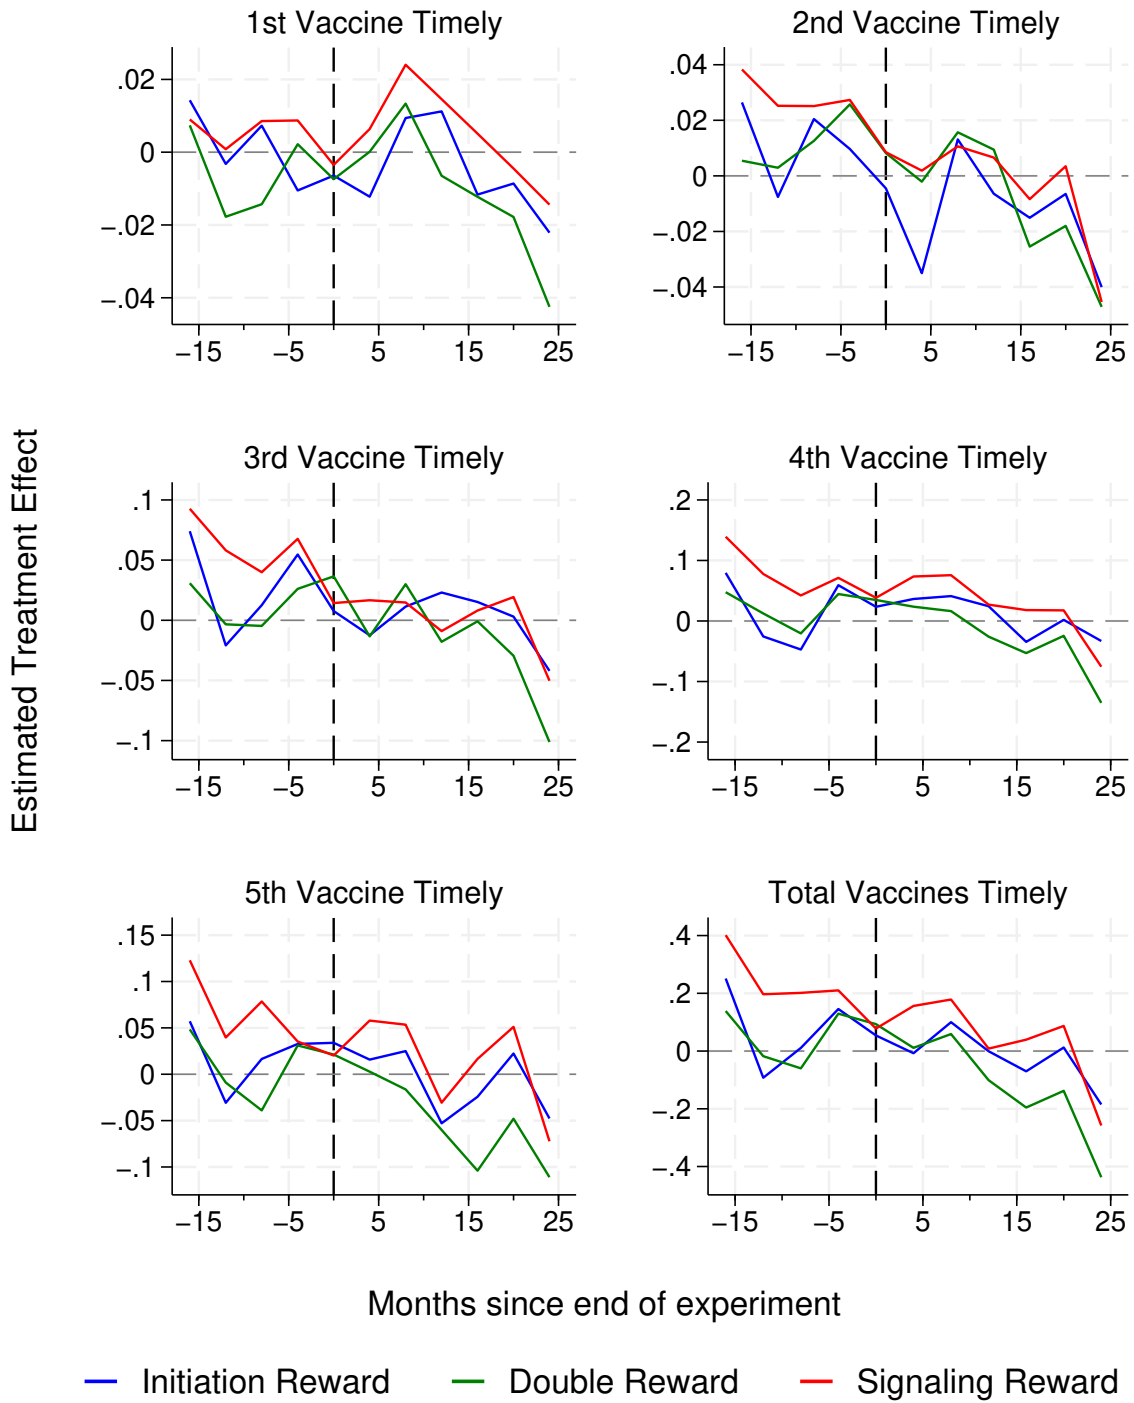 1st Vaccine Timely
.02
0
−.02
−.04
−15 −5 5 15 25
2nd Vaccine Timely
.04
.02
0
−.02
−.04
−15 −5 5 15 25
Estimated Treatment Effect
3rd Vaccine Timely
.1
.05
0
−.05
−.1
−15 −5 5 15 25
4th Vaccine Timely
.2
.1
0
−.1
−.2
−15 −5 5 15 25
5th Vaccine Timely
.15
.1
.05
0
−.05
−.1
−15 −5 5 15 25
Total Vaccines Timely
.4
.2
0
−.2
−.4
−15 −5 5 15 25
Months since end of experiment
Initiation Reward Double Reward Signaling Reward